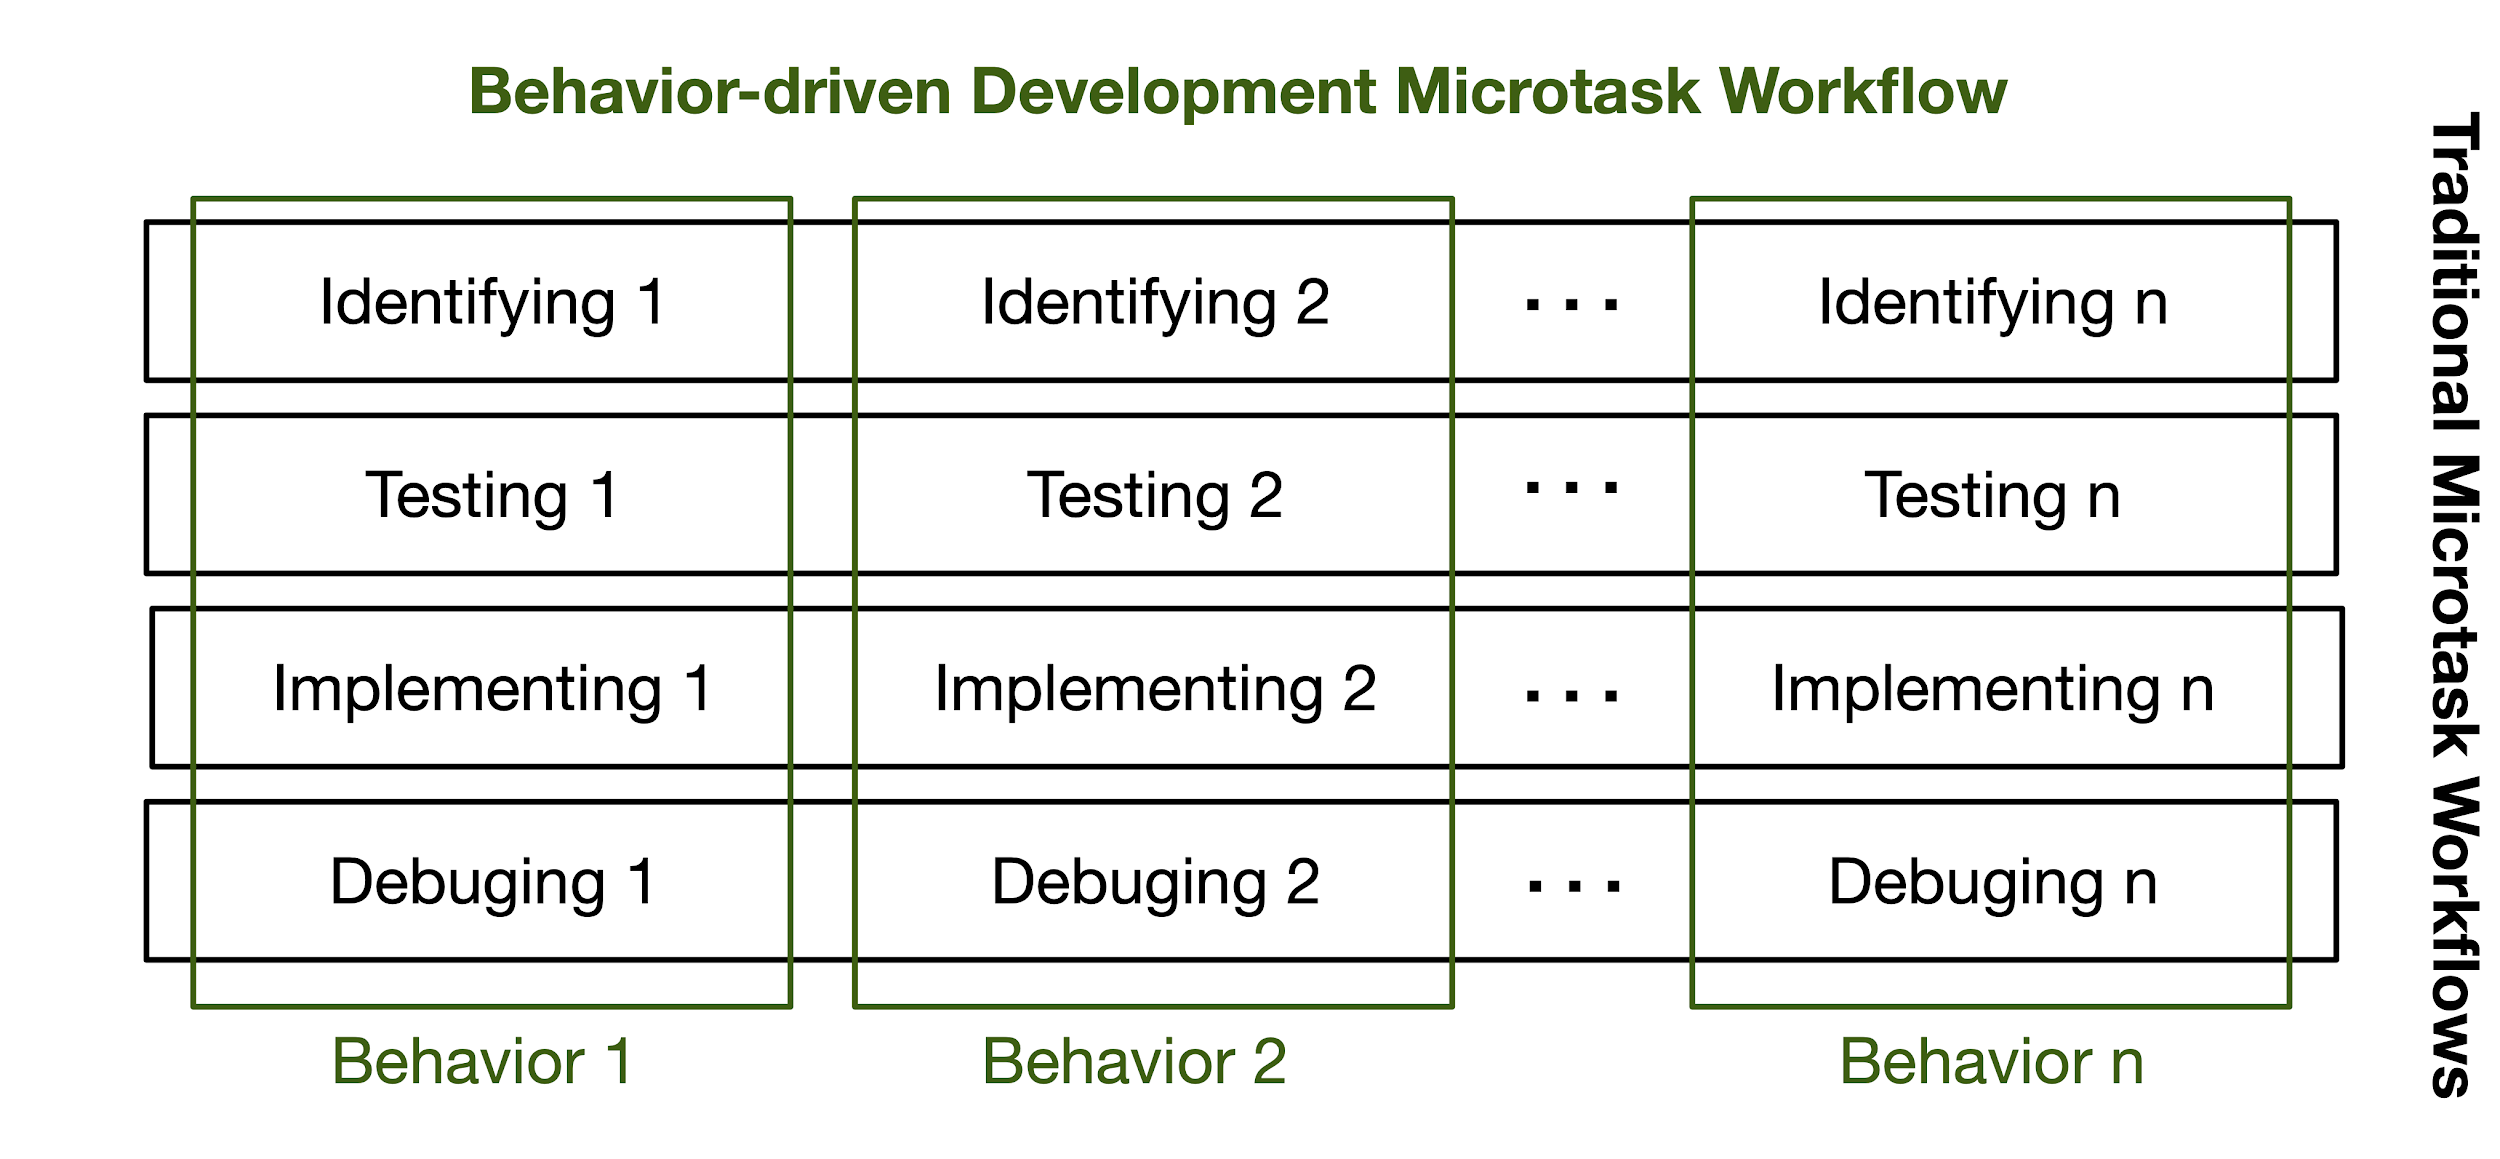 Behavior-driven Development Microtask Workflow
Traditional Microtask Workflows
Identifying 1
Identifying 2
...
Identifying n
Testing 1
Testing 2
...
Testing n
Implementing 1
Implementing 2
...
Implementing n
Debuging 1
Debuging 2
...
Debuging n
Behavior 1
Behavior 2
Behavior n